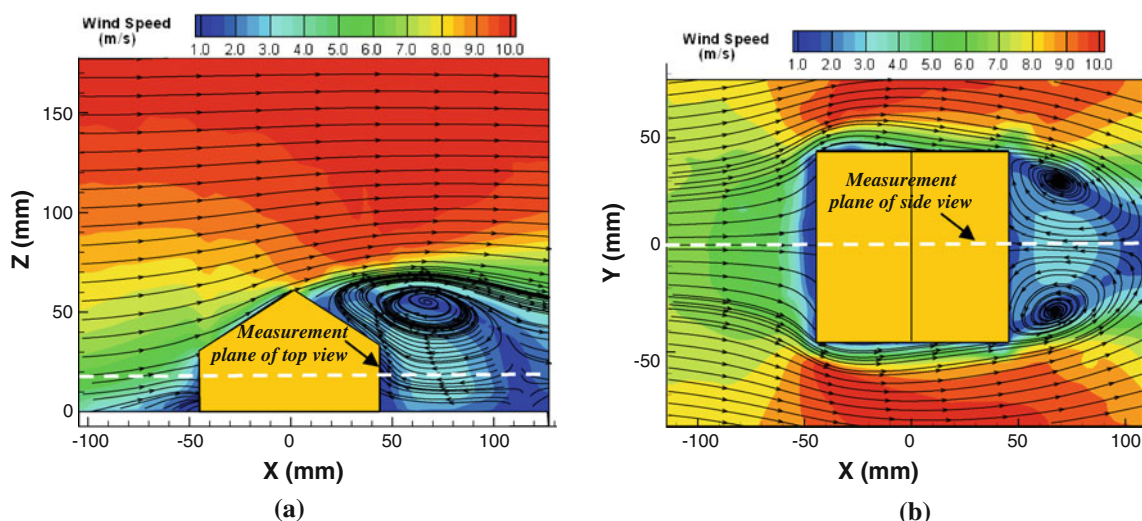 Wind Speed
(m/s)
1.0 2.0 3.0 4.0 5.0 6.0 7.0 8.0 9.0 10.0
Z (mm)
150
100
50
0
Measurement
plane of top view
-100 -50 0 50 100
X (mm)
(a)
Wind Speed
(m/s)
1.0 2.0 3.0 4.0 5.0 6.0 7.0 8.0 9.0 10.0
Y (mm)
50
0
-50
Measurement
plane of side view
-100 -50 0 50 100
X (mm)
(b)